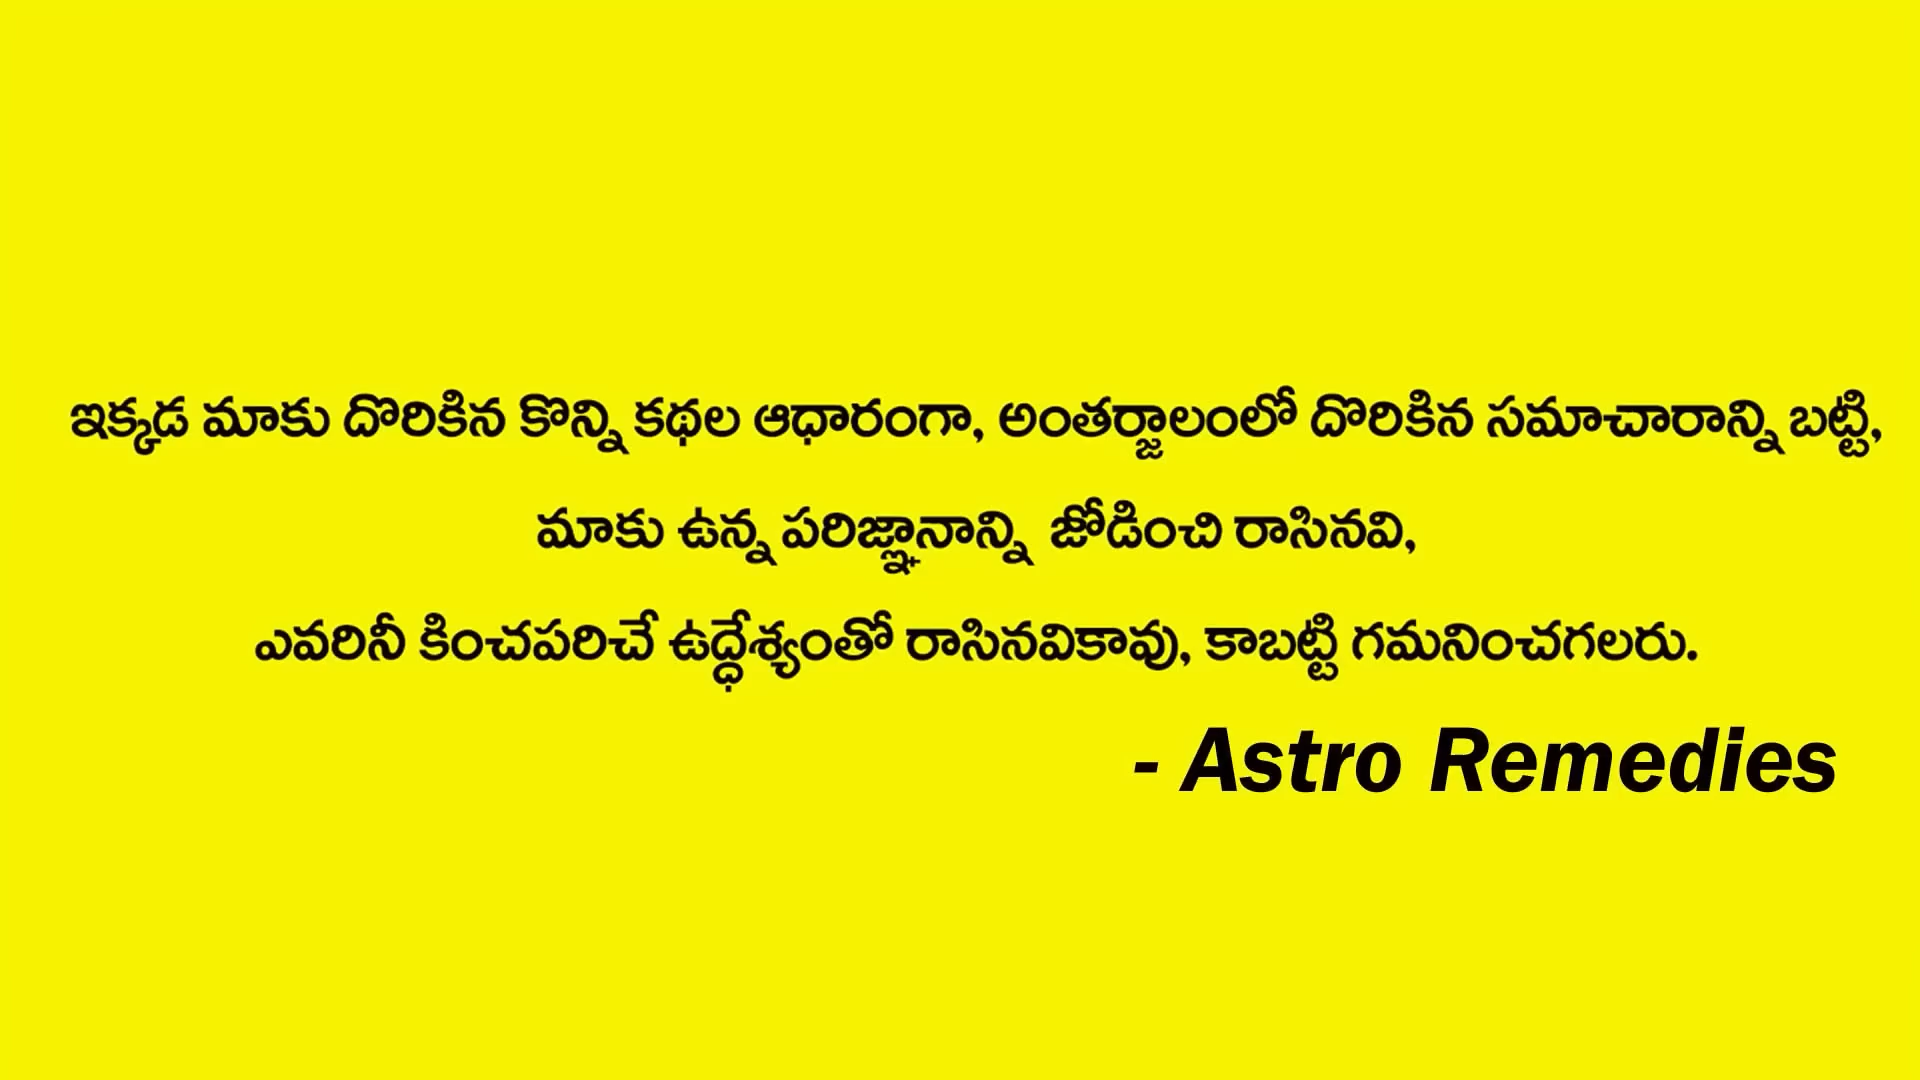 ఇక్కడ మాకు దొరికిన కొన్ని కథల ఆధారంగా, అంతర్జాలంలో దొరికిన సమాచారాన్ని బట్టి,
మాకు ఉన్న పరిజ్ఞానాన్ని జోడించి రాసినవి,
ఎవరినీ కించపరిచే ఉద్ధేశ్యంతో రాసినవికావు, కాబట్టి గమనించగలరు.
- Astro Remedies